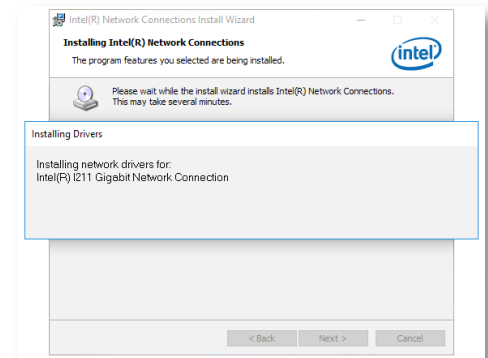 Intel(R) Network Connections Install Wizard
Installing Intel(R) Network Connections
The program features you selected are being installed.
intel
Please wait while the install wizard installs Intel(R) Network Connections.
This may take several minutes.
Installing Drivers
Installing network drivers for:
Intel(R) I211 Gigabit Network Connection
< Back
Next >
Cancel